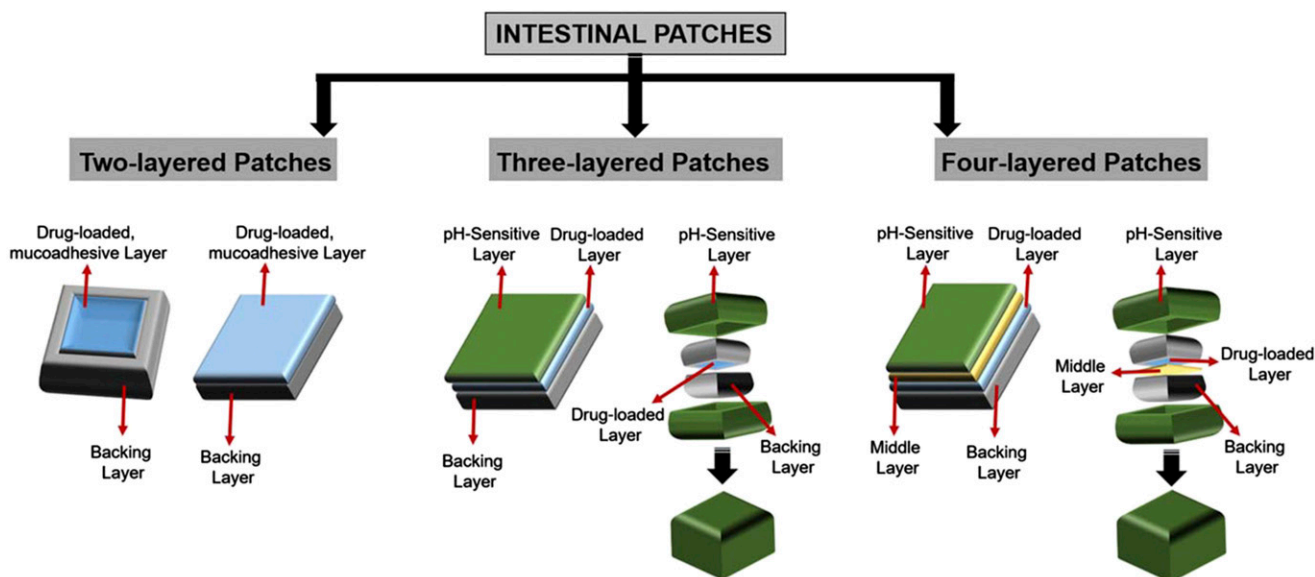 INTESTINAL PATCHES
Two-layered Patches
Three-layered Patches
Four-layered Patches
Drug-loaded,
mucoadhesive Layer
Drug-loaded,
mucoadhesive Layer
Backing
Layer
Backing
Layer
pH-Sensitive
Layer
Drug-loaded
Layer
pH-Sensitive
Layer
Drug-loaded
Layer
Backing
Layer
Backing
Layer
pH-Sensitive
Layer
Drug-loaded
Layer
pH-Sensitive
Layer
Middle
Layer
Drug-loaded
Layer
Middle
Layer
Backing
Layer
Backing
Layer